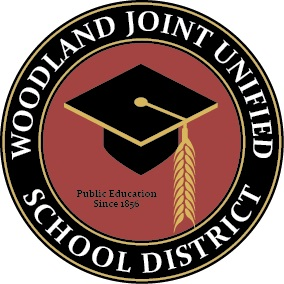 WOODLAND JOINT UNIFIED
SCHOOL DISTRICT
Public Education
Since 1856